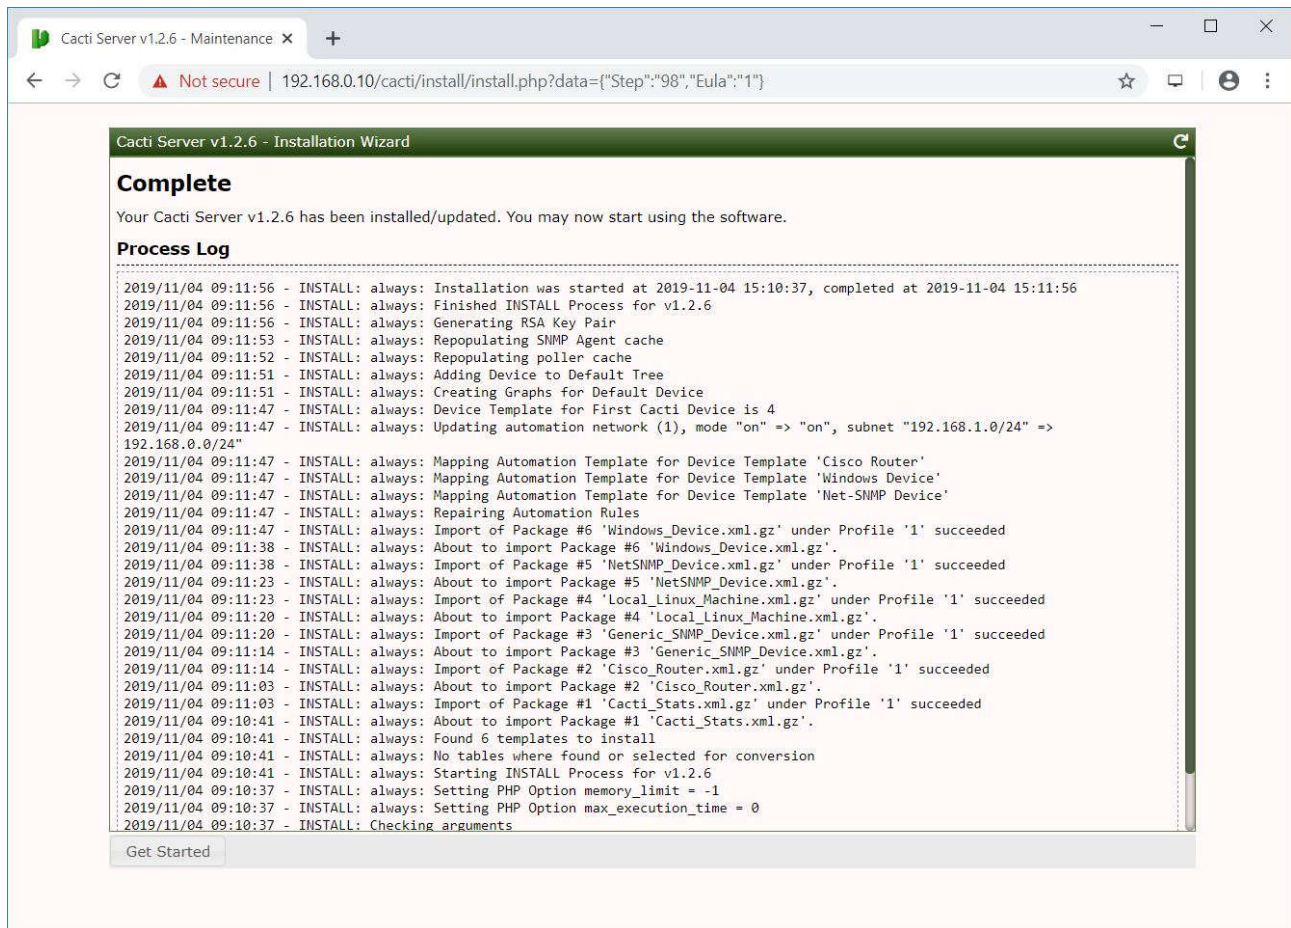 Cacti Server v1.2.6 - Maintenance
Not secure | 192.168.0.10/cacti/install/install.php?data={"Step":"98","Eula":"1"}
Cacti Server v1.2.6 - Installation Wizard
Complete
Your Cacti Server v1.2.6 has been installed/updated. You may now start using the software.
Process Log
2019/11/04 09:11:56 - INSTALL: always: Installation was started at 2019-11-04 15:10:37, completed at 2019-11-04 15:11:56
2019/11/04 09:11:56 - INSTALL: always: Finished INSTALL Process for v1.2.6
2019/11/04 09:11:56 - INSTALL: always: Generating RSA Key Pair
2019/11/04 09:11:53 - INSTALL: always: Repopulating SNMP Agent cache
2019/11/04 09:11:52 - INSTALL: always: Repopulating poller cache
2019/11/04 09:11:51 - INSTALL: always: Adding Device to Default Tree
2019/11/04 09:11:51 - INSTALL: always: Creating Graphs for Default Device
2019/11/04 09:11:47 - INSTALL: always: Device Template for First Cacti Device is 4
2019/11/04 09:11:47 - INSTALL: always: Updating automation network (1), mode "on" => "on", subnet "192.168.1.0/24" =>
192.168.0.0/24"
2019/11/04 09:11:47 - INSTALL: always: Mapping Automation Template for Device Template 'Cisco Router'
2019/11/04 09:11:47 - INSTALL: always: Mapping Automation Template for Device Template 'Windows Device'
2019/11/04 09:11:47 - INSTALL: always: Mapping Automation Template for Device Template 'Net-SNMP Device'
2019/11/04 09:11:47 - INSTALL: always: Repairing Automation Rules
2019/11/04 09:11:47 - INSTALL: always: Import of Package #6 'Windows_Device.xml.gz' under Profile '1' succeeded
2019/11/04 09:11:38 - INSTALL: always: About to import Package #6 'Windows_Device.xml.gz'.
2019/11/04 09:11:38 - INSTALL: always: Import of Package #5 'NetSNMP_Device.xml.gz' under Profile '1' succeeded
2019/11/04 09:11:23 - INSTALL: always: About to import Package #5 'NetSNMP_Device.xml.gz'.
2019/11/04 09:11:23 - INSTALL: always: Import of Package #4 'Local_Linux_Machine.xml.gz' under Profile '1' succeeded
2019/11/04 09:11:20 - INSTALL: always: About to import Package #4 'Local_Linux_Machine.xml.gz'.
2019/11/04 09:11:20 - INSTALL: always: Import of Package #3 'Generic_SNMP_Device.xml.gz' under Profile '1' succeeded
2019/11/04 09:11:14 - INSTALL: always: About to import Package #3 'Generic_SNMP_Device.xml.gz'.
2019/11/04 09:11:14 - INSTALL: always: Import of Package #2 'Cisco_Router.xml.gz' under Profile '1' succeeded
2019/11/04 09:11:03 - INSTALL: always: About to import Package #2 'Cisco_Router.xml.gz'.
2019/11/04 09:11:03 - INSTALL: always: Import of Package #1 'Cacti_Stats.xml.gz' under Profile '1' succeeded
2019/11/04 09:10:41 - INSTALL: always: About to import Package #1 'Cacti_Stats.xml.gz'.
2019/11/04 09:10:41 - INSTALL: always: Found 6 templates to install
2019/11/04 09:10:41 - INSTALL: always: No tables where found or selected for conversion
2019/11/04 09:10:41 - INSTALL: always: Starting INSTALL Process for v1.2.6
2019/11/04 09:10:37 - INSTALL: always: Setting PHP Option memory_limit = -1
2019/11/04 09:10:37 - INSTALL: always: Setting PHP Option max_execution_time = 0
2019/11/04 09:10:37 - INSTALL: Checking arguments
Get Started